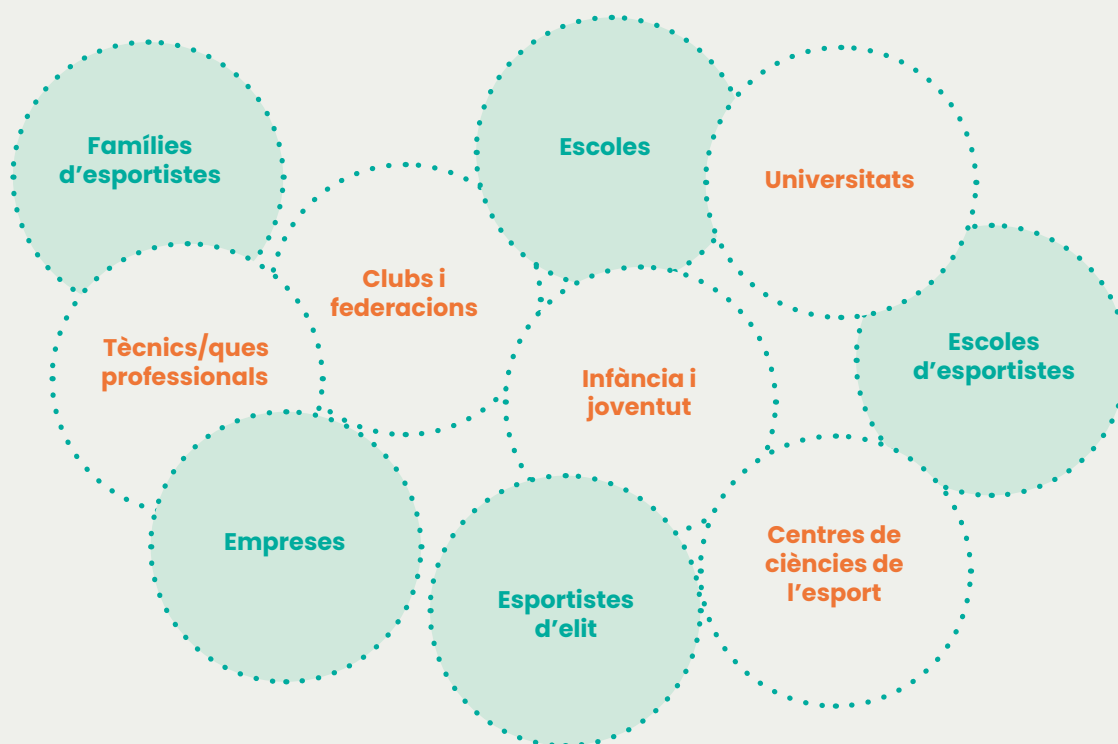 Famílies
d’esportistes
Escoles
Universitats
Clubs i
federacions
Tècnics/ques
professionals
Infància i
joventut
Escoles
d’esportistes
Empreses
Esportistes
d’elit
Centres de
ciències de
l’esport